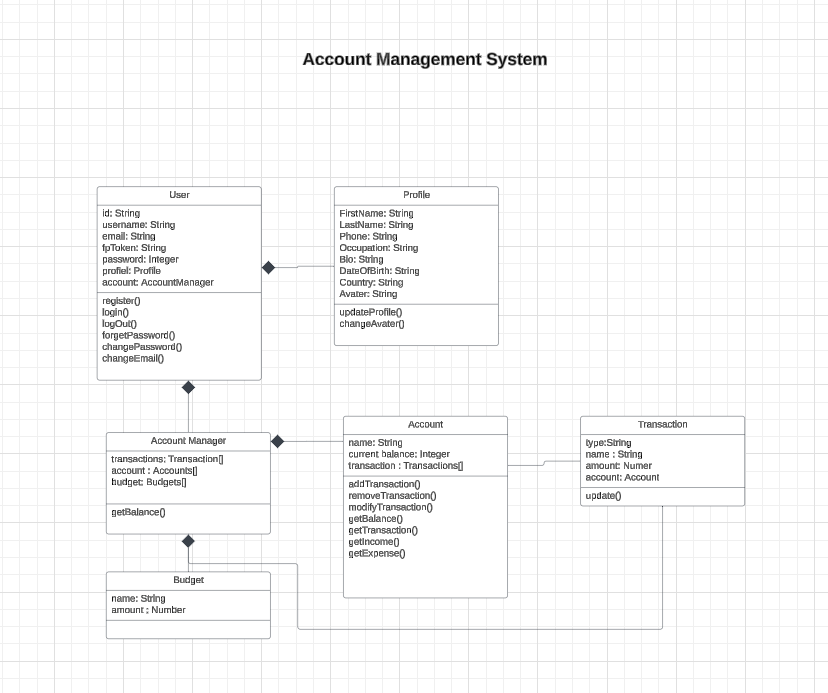 Account Management System
User
id: String
username: String
email: String
fpToken: String
password: Integer
profiel: Profile
account: AccountManager
register()
login()
logOut()
forgetPassword()
changePassword()
changeEmail()
Profile
FirstName: String
LastName: String
Phone: String
Occupation: String
Bio: String
DateOfBirth: String
Country: String
Avater: String
updateProfile()
changeAvater()
Account Manager
transactions: Transaction[]
account : Accounts[]
budget: Budgets[]
getBalance()
Account
name: String
current balance: Integer
transaction : Transactions[]
addTransaction()
removeTransaction()
modifyTransaction()
getBalance()
getTransaction()
getIncome()
getExpense()
Transaction
type:String
name : String
amount: Numer
account: Account
update()
Budget
name: String
amount : Number